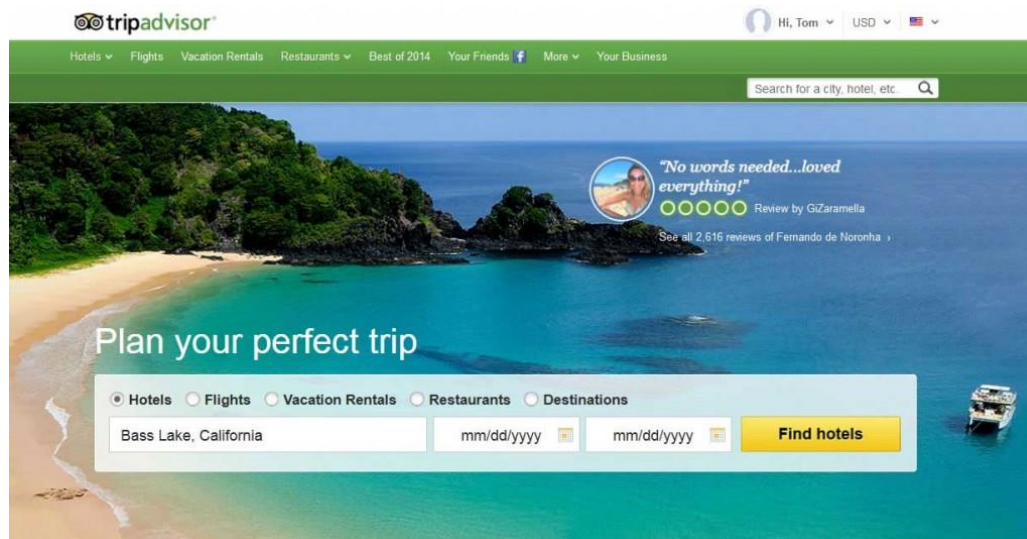 tripadvisor®
Hi, Tom USD
Hotels Flights Vacation Rentals Restaurants Best of 2014 Your Friends f More Your Business
Search for a city, hotel, etc.
"No words needed...loved
everything!"
Review by GiZaramella
See all 2,616 reviews of Fernando de Noronha ›
Plan your perfect trip
Hotels Flights Vacation Rentals Restaurants Destinations
Bass Lake, California mm/dd/yyyy mm/dd/yyyy Find hotels